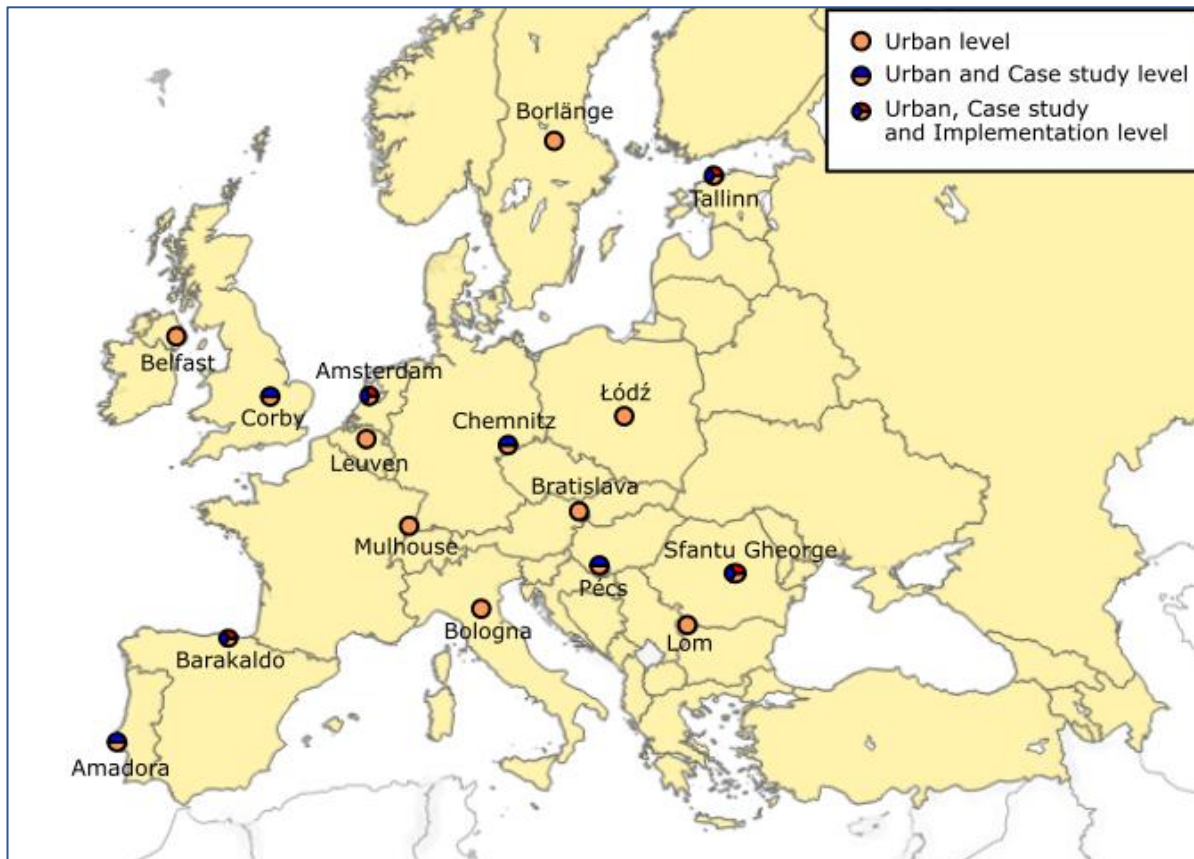 Urban level
Urban and Case study level
Urban, Case study
and Implementation level
Borlänge
Tallinn
Belfast
Amsterdam
Corby
Łódź
Chemnitz
Leuven
Bratislava
Mulhouse
Sfantu Gheorge
Pécs
Bologna
Lom
Barakaldo
Amadora